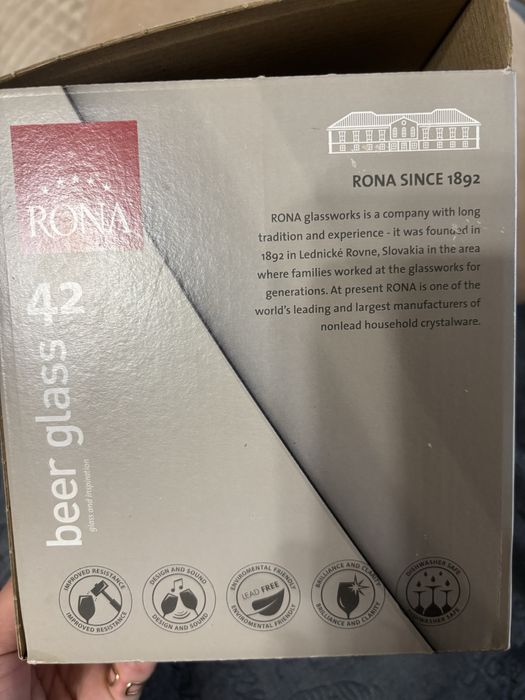 RONA
beer glass 42
glass and inspiration
RONA SINCE 1892
RONA glassworks is a company with long
tradition and experience - it was founded in
1892 in Lednické Rovne, Slovakia in the area
where families worked at the glassworks for
generations. At present RONA is one of the
world's leading and largest manufacturers of
nonlead household crystalware.
IMPROVED RESISTANCE
IMPROVED RESISTANCE
DESIGN AND SOUND
DESIGN AND SOUND
ENVIROMENTAL FRIENDLY
LEAD FREE
ENVIROMENTAL FRIENDLY
BRILLIANCE AND CLARITY
BRILLIANCE AND CLARITY
DISHWASHER SAFE
DISHWASHER SAFE